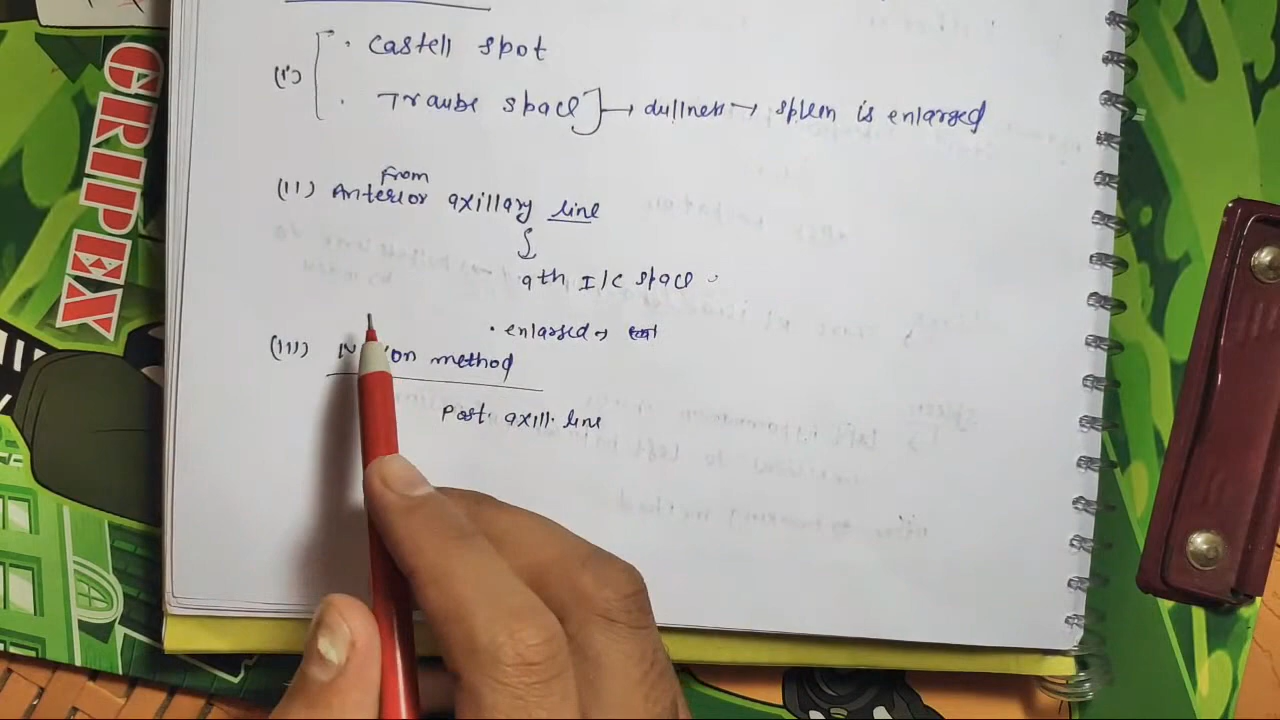 CRIPEX
(i)
· Castell spot
· Traube space → dullness → spleen is enlarged
From
(II) Anterior axillary line
9th I/C space
· enlarged →
(III) method
Post. axill. line